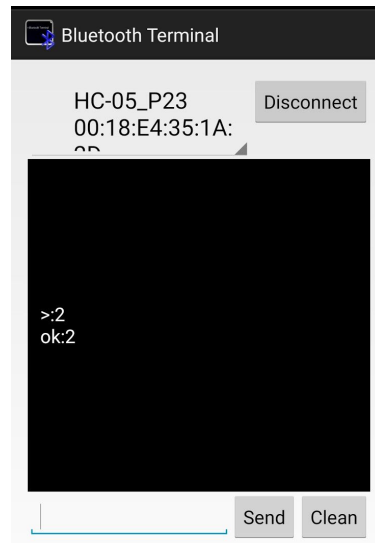 Bluetooth Terminal
HC-05_P23
00:18:E4:35:1A:
Disconnect
>:2
ok:2
Send
Clean